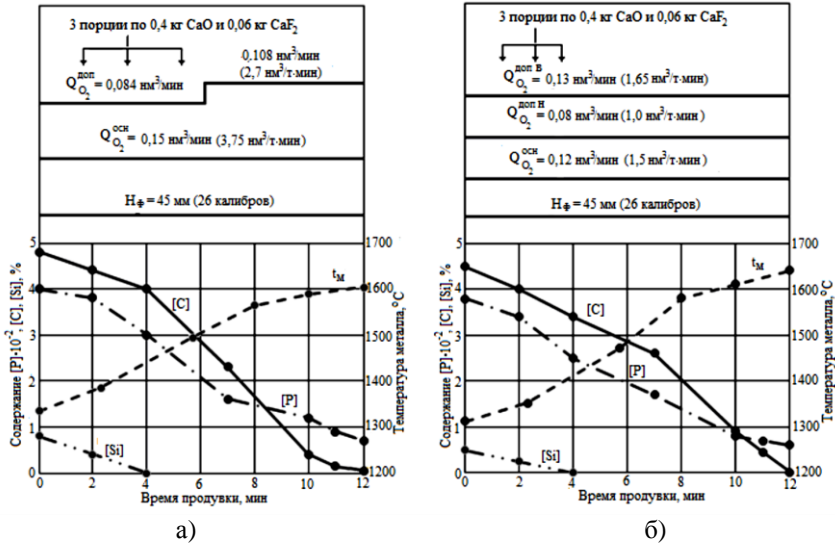 3 порции по 0,4 кг CaO и 0,06 кг CaF₂
Q_O₂^доп = 0,084 нм³/мин
0,108 нм³/мин
(2,7 нм³/т·мин)
Q_O₂^осн = 0,15 нм³/мин (3,75 нм³/т·мин)
Hф = 45 мм (26 калибров)
Содержание [P]·10⁻², [C], [Si], %
5
4
3
2
1
0
[C]
[P]
[Si]
tм
1700
1600
1500
1400
1300
1200
Температура металла, °С
0 2 4 6 8 10 12
Время продувки, мин
а)
3 порции по 0,4 кг CaO и 0,06 кг CaF₂
Q_O₂^доп в = 0,13 нм³/мин (1,65 нм³/т·мин)
Q_O₂^доп н = 0,08 нм³/мин (1,0 нм³/т·мин)
Q_O₂^осн = 0,12 нм³/мин (1,5 нм³/т·мин)
Hф = 45 мм (26 калибров)
Содержание [P]·10⁻², [C], [Si], %
5
4
3
2
1
0
[C]
[P]
[Si]
tм
1700
1600
1500
1400
1300
1200
Температура металла, °С
0 2 4 6 8 10 12
Время продувки, мин
б)